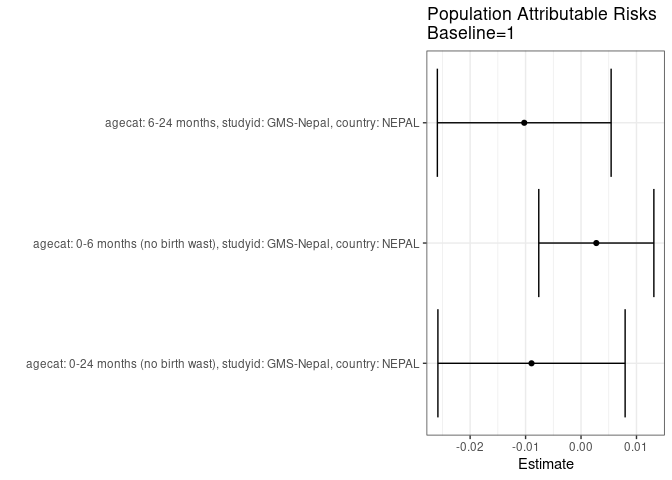 Population Attributable Risks
Baseline=1
agecat: 6-24 months, studyid: GMS-Nepal, country: NEPAL
agecat: 0-6 months (no birth wast), studyid: GMS-Nepal, country: NEPAL
agecat: 0-24 months (no birth wast), studyid: GMS-Nepal, country: NEPAL
-0.02 -0.01 0.00 0.01
Estimate